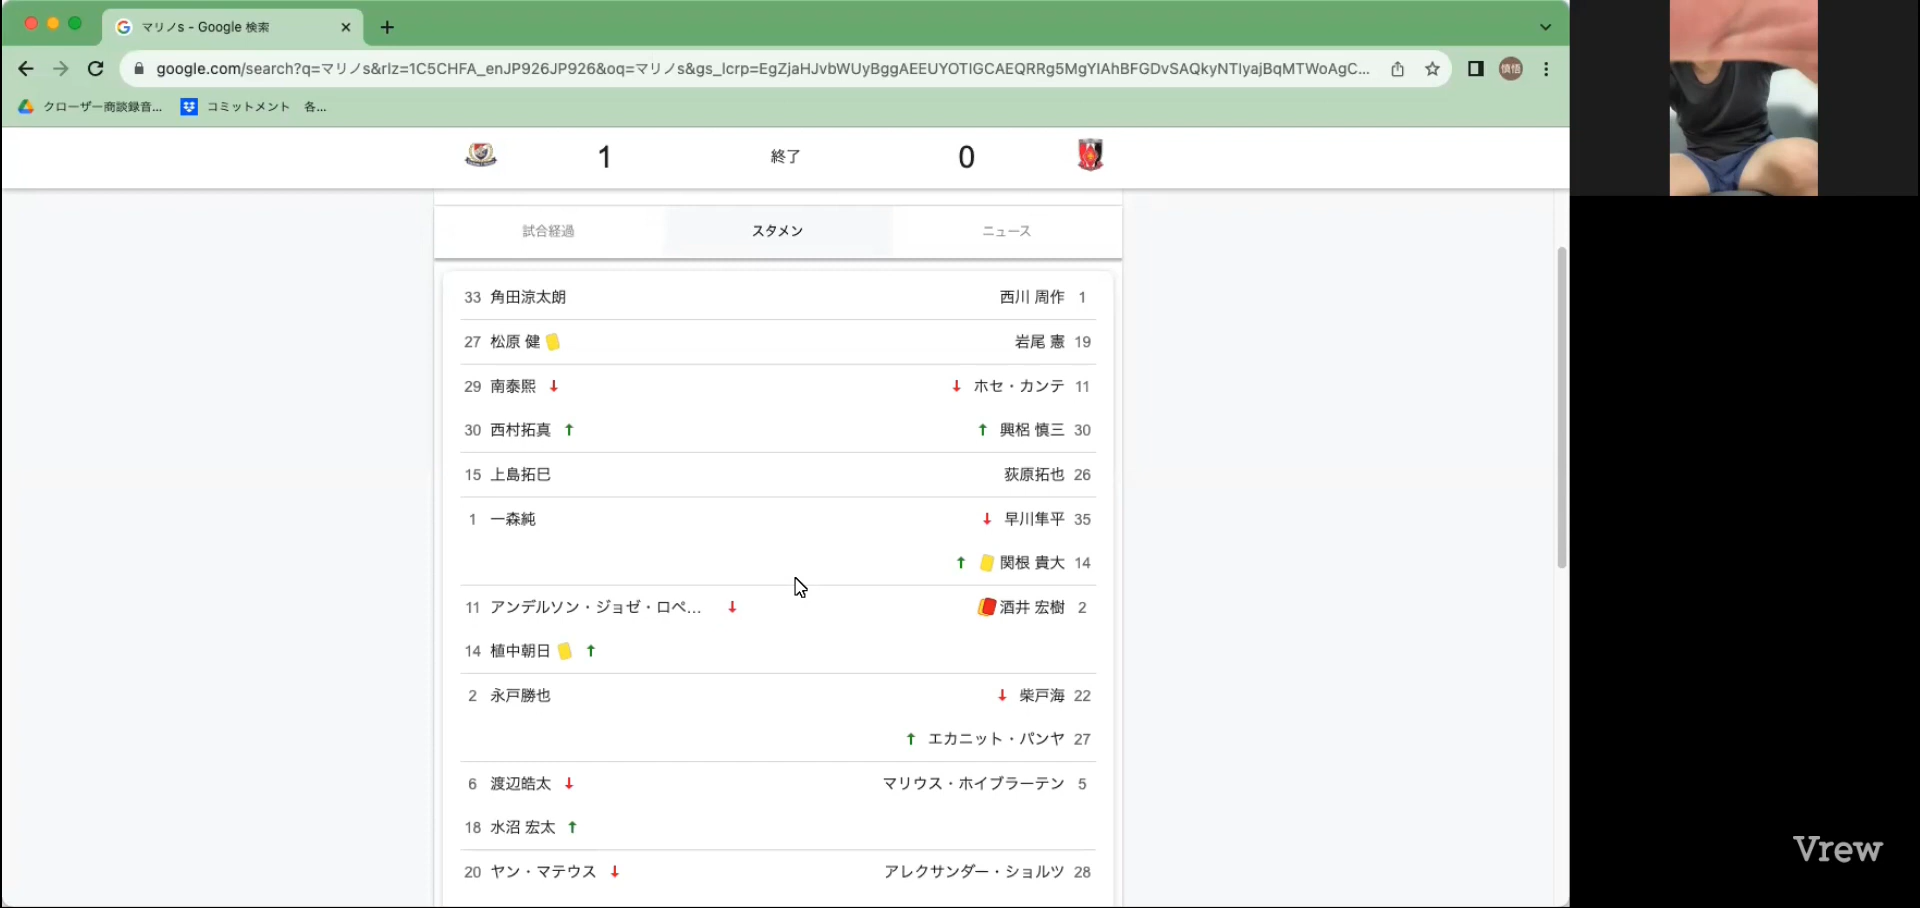 マリノs - Google 検索
google.com/search?q=マリノs&rlz=1C5CHFA_enJP926JP926&oq=マリノs&gs_lcrp=EgZjaHJvbWUyBggAEEUYOTIGCAEQRRg5MgYIAhBFGDvSAQkyNTIyajBqMTWoAgC...
慎悟
クローザー商談録音... コミットメント 各...
1 終了 0
試合経過 スタメン ニュース
33 角田涼太朗 西川 周作 1
27 松原 健 岩尾 憲 19
29 南泰熙 ↓ ↓ ホセ・カンテ 11
30 西村拓真 ↑ ↑ 興梠 慎三 30
15 上島拓巳 荻原拓也 26
1 一森純 ↓ 早川隼平 35
↑ 関根 貴大 14
11 アンデルソン・ジョゼ・ロペ... ↓ 酒井 宏樹 2
14 植中朝日 ↑
2 永戸勝也 ↓ 柴戸海 22
↑ エカニット・パンヤ 27
6 渡辺皓太 ↓ マリウス・ホイブラーテン 5
18 水沼 宏太 ↑
20 ヤン・マテウス ↓ アレクサンダー・ショルツ 28
Vrew